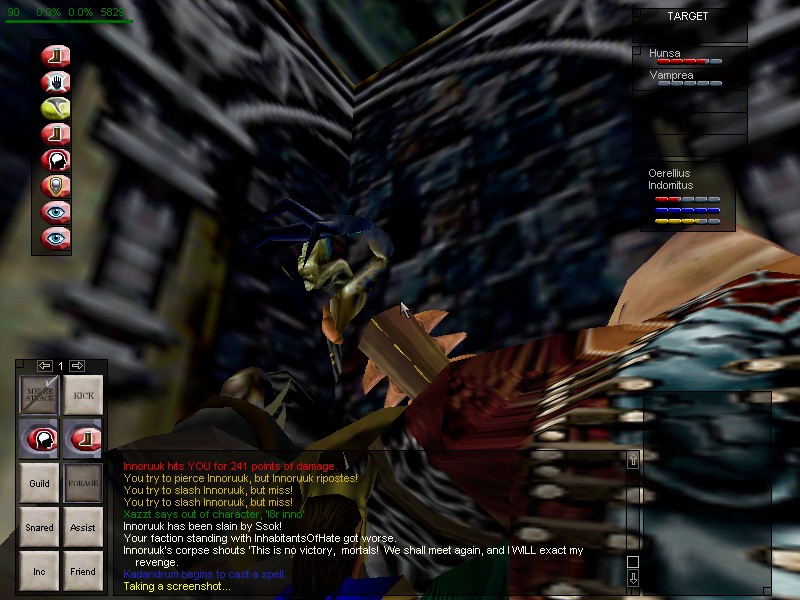 90 0.0% 0.0% 5829
TARGET
Hunsa
Vamprea
Oerellius
Indomitus
1
MELEE ATTACK
KICK
Guild
FORAGE
Snared
Assist
Inc
Friend
Innoruuk hits YOU for 241 points of damage.
You try to pierce Innoruuk, but Innoruuk ripostes!
You try to slash Innoruuk, but miss!
You try to slash Innoruuk, but miss!
Xazzt says out of character, 'l8r inno'
Innoruuk has been slain by Ssok!
Your faction standing with InhabitantsOfHate got worse.
Innoruuk's corpse shouts 'This is no victory, mortals! We shall meet again, and I WILL exact my
revenge.
Kadandrum begins to cast a spell.
Taking a screenshot...